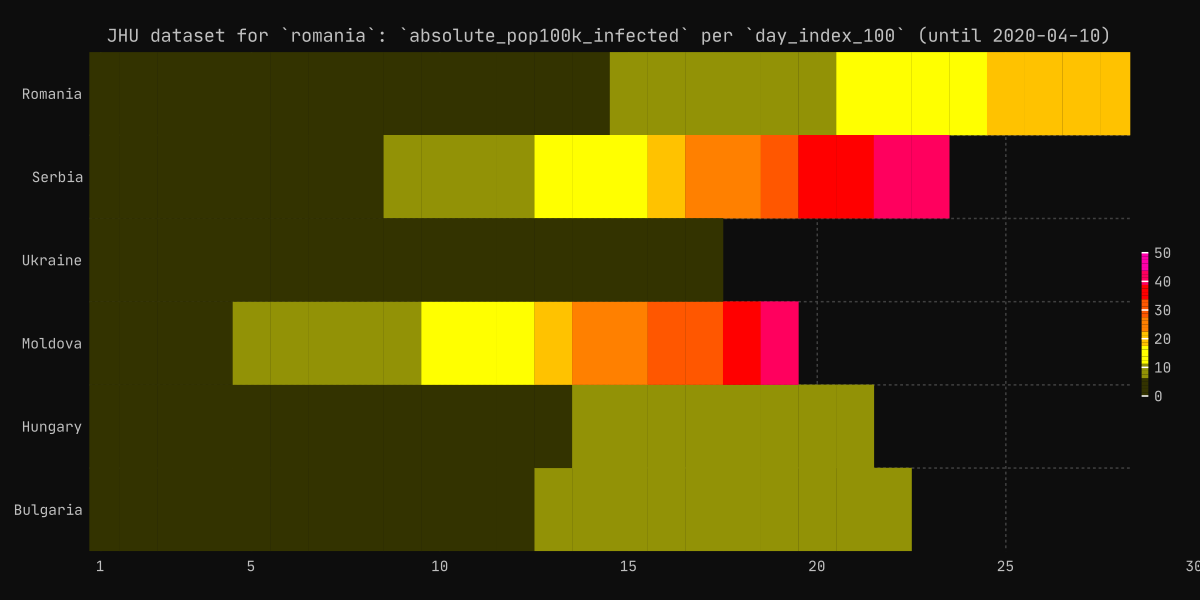 JHU dataset for `romania`: `absolute_pop100k_infected` per `day_index_100` (until 2020-04-10)
Romania
Serbia
Ukraine
Moldova
Hungary
Bulgaria
50
40
30
20
10
0
1 5 10 15 20 25 30